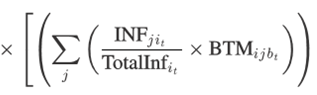 × [ ( ∑_j ( INF_{ji_t} / TotalInf_{i_t} × BTM_{ijb_t} ) )